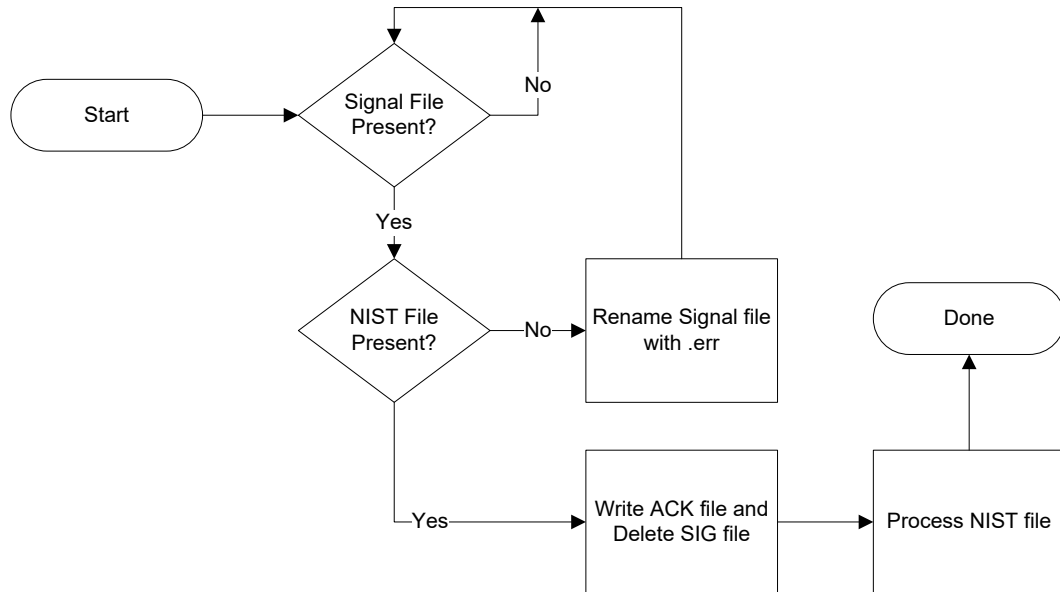 Start
Signal File
Present?
No
Yes
NIST File
Present?
No
Rename Signal file
with .err
Done
Yes
Write ACK file and
Delete SIG file
Process NIST file